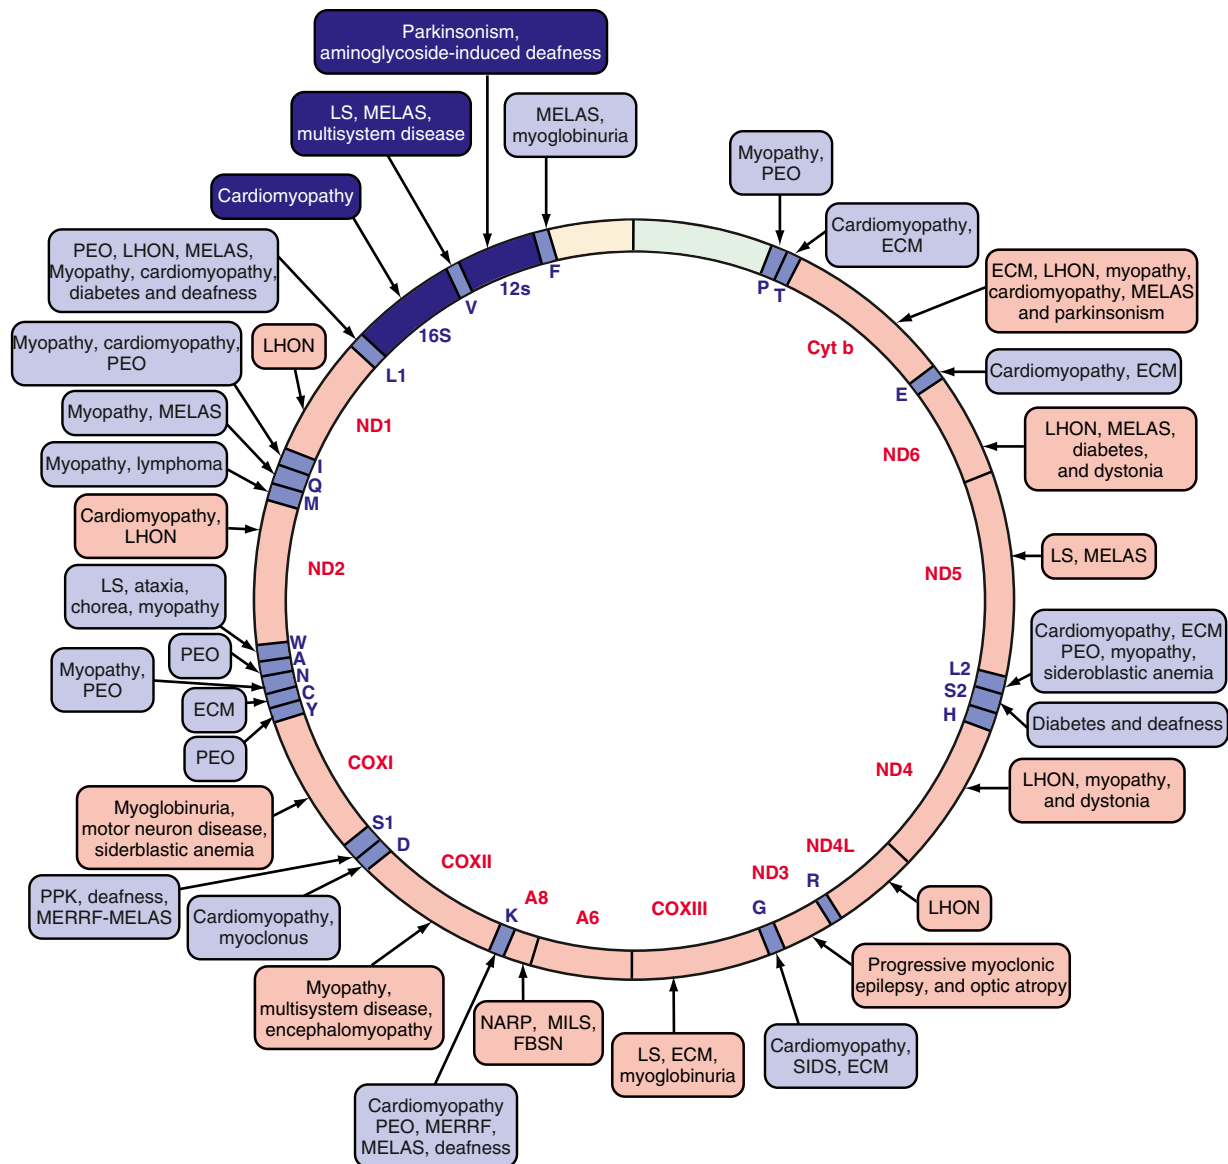 Parkinsonism,
aminoglycoside-induced deafness
LS, MELAS,
multisystem disease
MELAS,
myoglobinuria
Myopathy,
PEO
Cardiomyopathy
Cardiomyopathy,
ECM
PEO, LHON, MELAS,
Myopathy, cardiomyopathy,
diabetes and deafness
ECM, LHON, myopathy,
cardiomyopathy, MELAS
and parkinsonism
F
P
T
12s
V
16S
Cyt b
Myopathy, cardiomyopathy,
PEO
LHON
L1
Cardiomyopathy, ECM
E
Myopathy, MELAS
ND1
LHON, MELAS,
diabetes,
and dystonia
ND6
Myopathy, lymphoma
I
Q
M
Cardiomyopathy,
LHON
ND2
ND5
LS, MELAS
LS, ataxia,
chorea, myopathy
W
A
N
C
Y
PEO
Myopathy,
PEO
ECM
PEO
L2
S2
H
Cardiomyopathy, ECM
PEO, myopathy,
sideroblastic anemia
Diabetes and deafness
COXI
ND4
LHON, myopathy,
and dystonia
Myoglobinuria,
motor neuron disease,
siderblastic anemia
S1
D
COXII
ND4L
ND3
R
PPK, deafness,
MERRF-MELAS
Cardiomyopathy,
myoclonus
K
A8
A6
COXIII
G
LHON
Myopathy,
multisystem disease,
encephalomyopathy
Progressive myoclonic
epilepsy, and optic atropy
NARP, MILS,
FBSN
LS, ECM,
myoglobinuria
Cardiomyopathy,
SIDS, ECM
Cardiomyopathy
PEO, MERRF,
MELAS, deafness